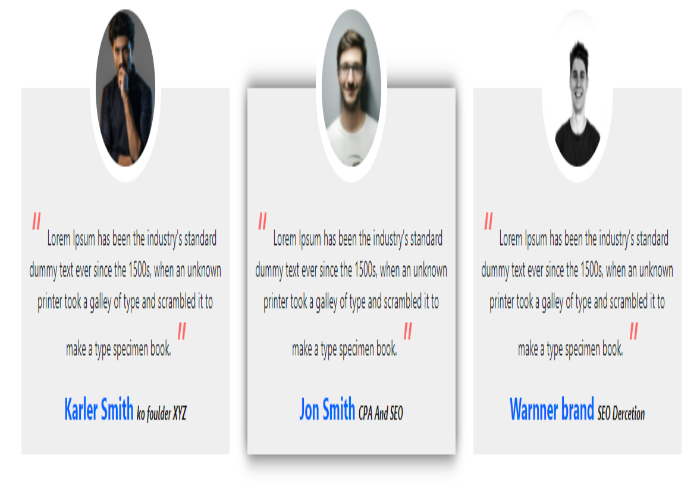 " Lorem Ipsum has been the industry's standard
dummy text ever since the 1500s, when an unknown
printer took a galley of type and scrambled it to
make a type specimen book. "
Karler Smith ko foulder XYZ
" Lorem Ipsum has been the industry's standard
dummy text ever since the 1500s, when an unknown
printer took a galley of type and scrambled it to
make a type specimen book. "
Jon Smith CPA And SEO
" Lorem Ipsum has been the industry's standard
dummy text ever since the 1500s, when an unknown
printer took a galley of type and scrambled it to
make a type specimen book. "
Warnner brand SEO Dercetion